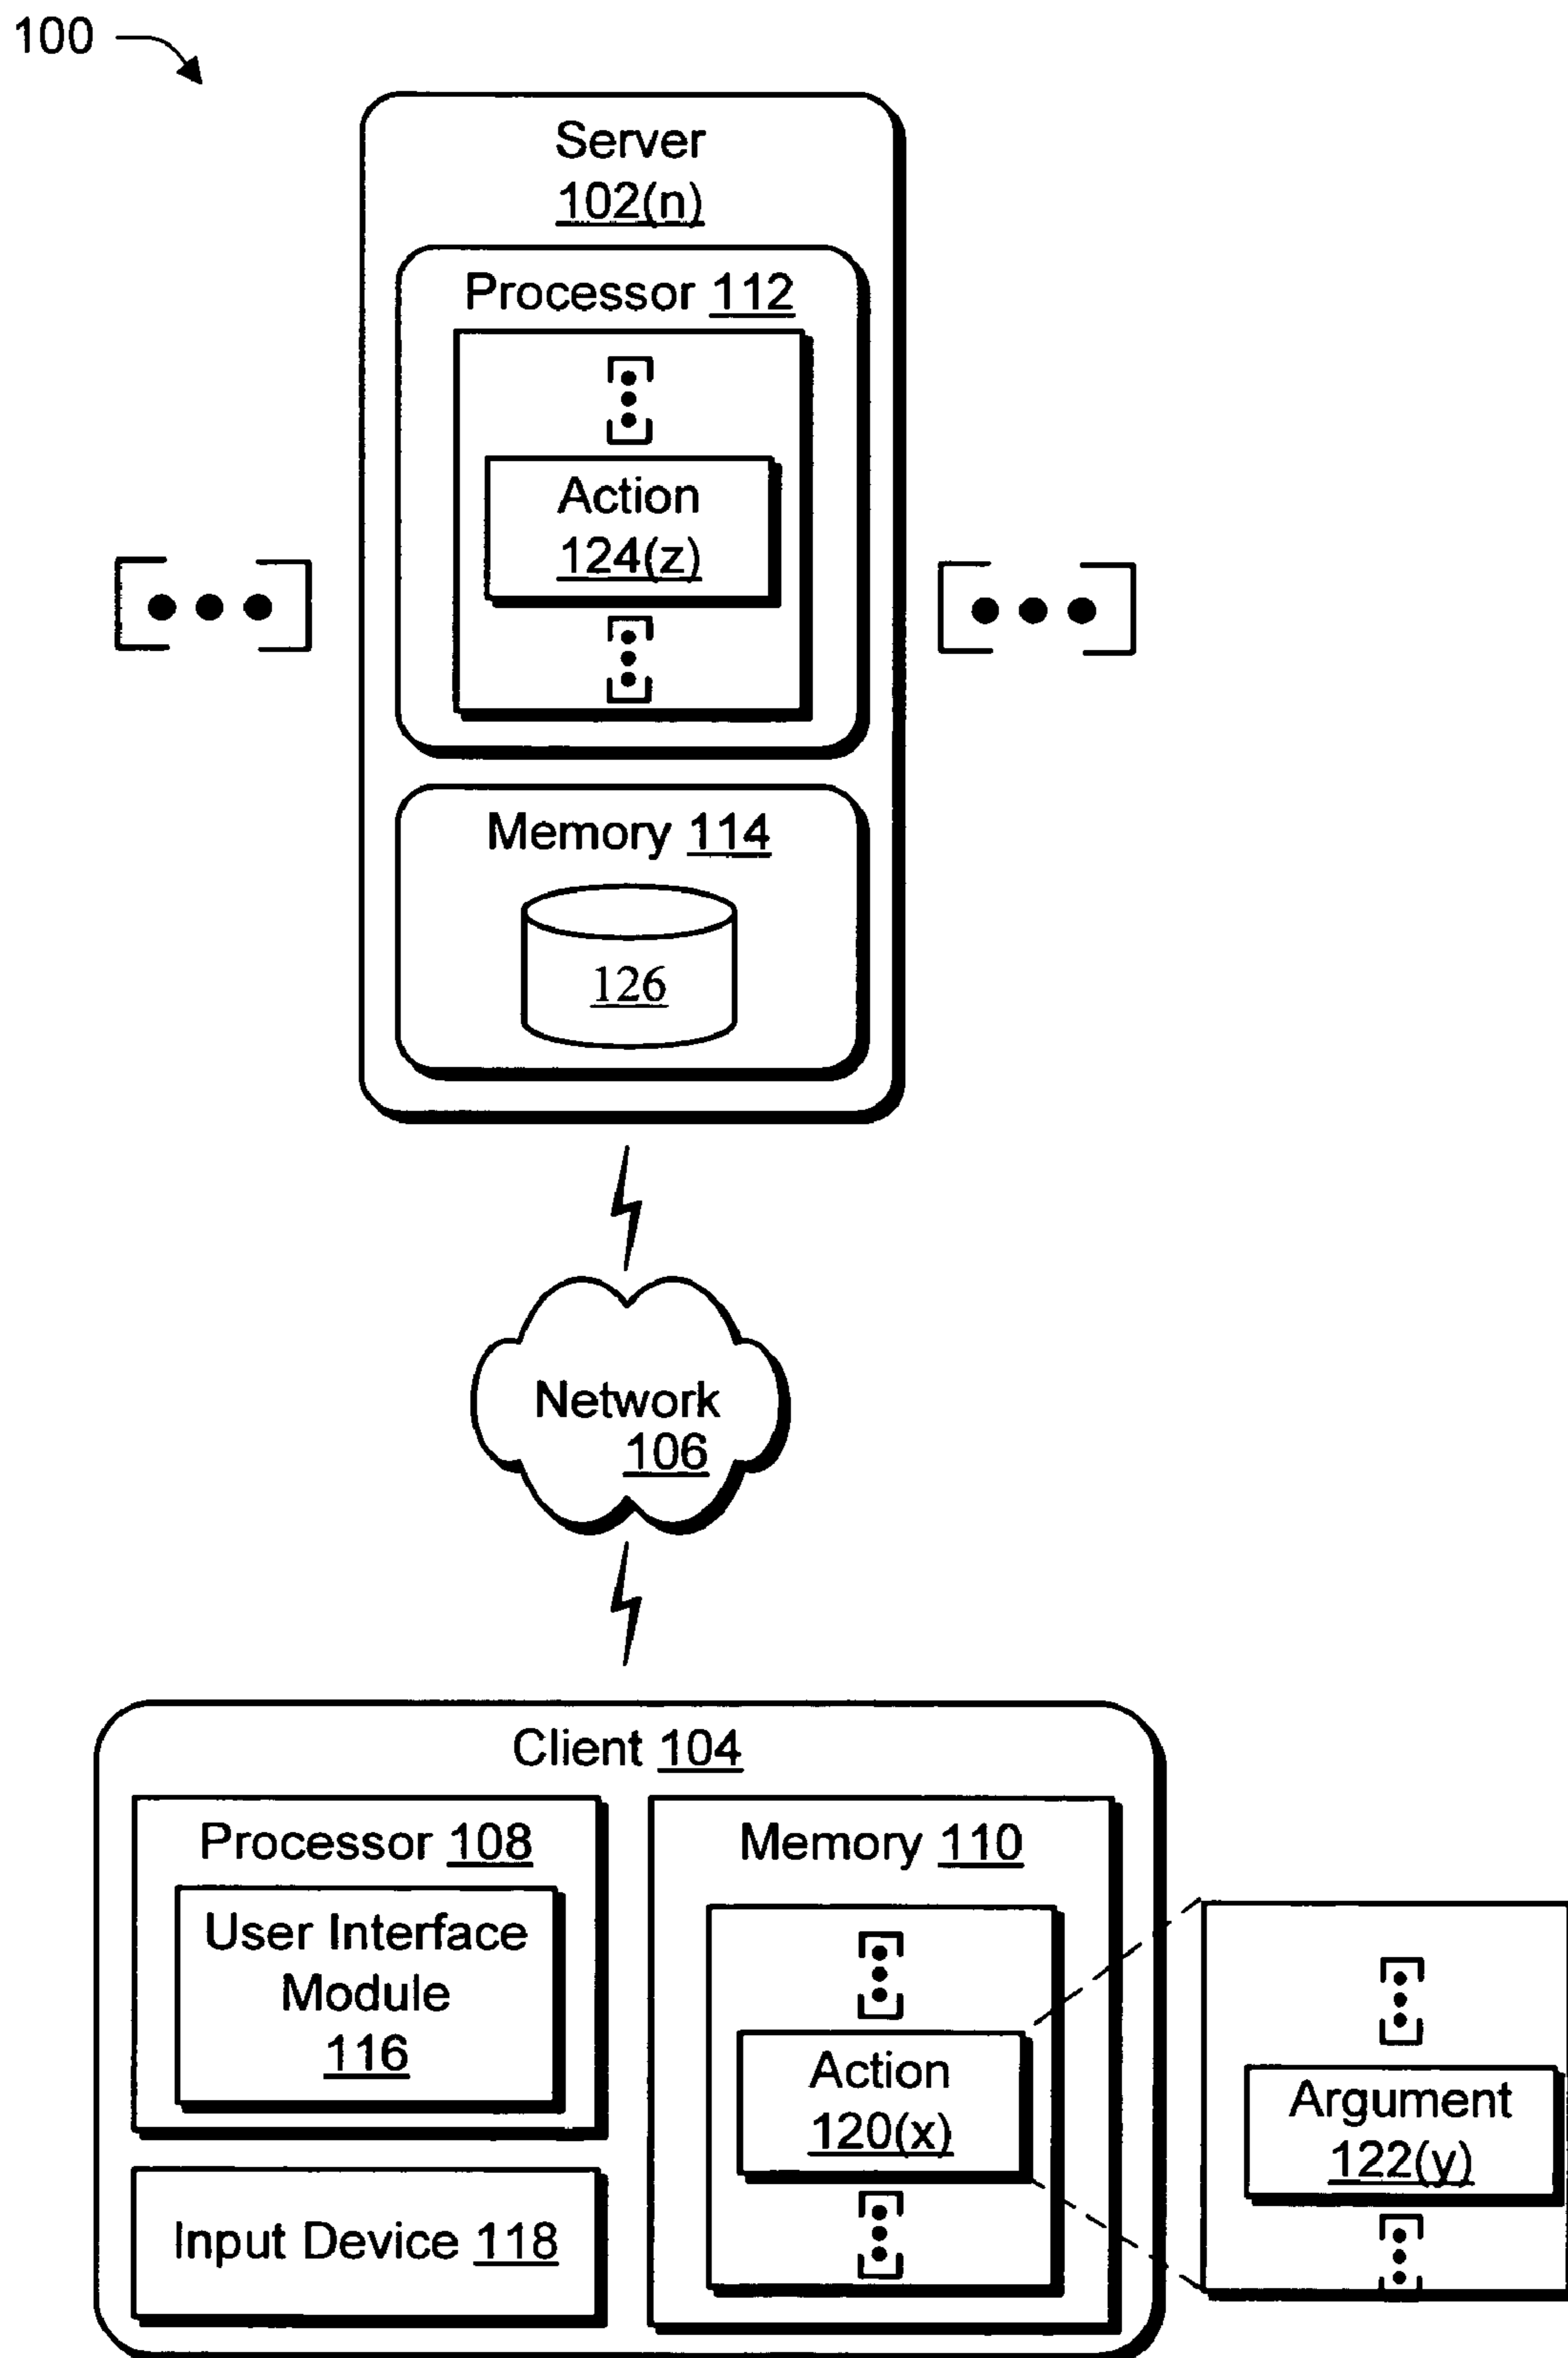 100
Server
102(n)
Processor 112
Action
124(z)
Memory 114
126
Network
106
Client 104
Processor 108
User Interface
Module
116
Input Device 118
Memory 110
Action
120(x)
Argument
122(y)